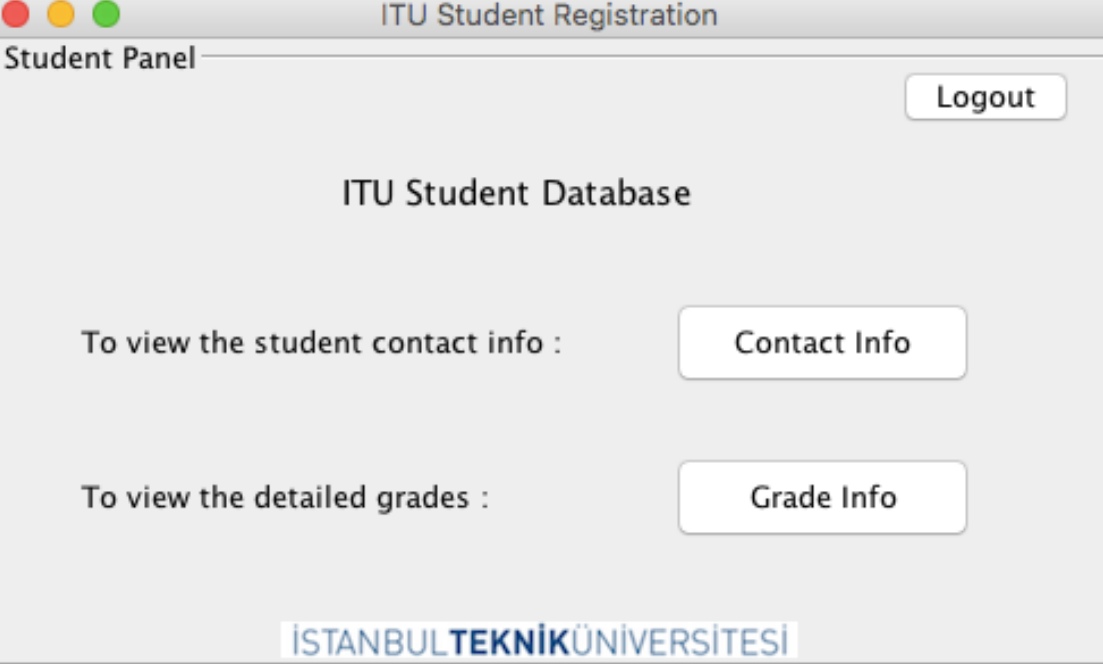 ITU Student Registration
Student Panel
Logout
ITU Student Database
To view the student contact info :
Contact Info
To view the detailed grades :
Grade Info
İSTANBULTEKNİKÜNİVERSİTESİ